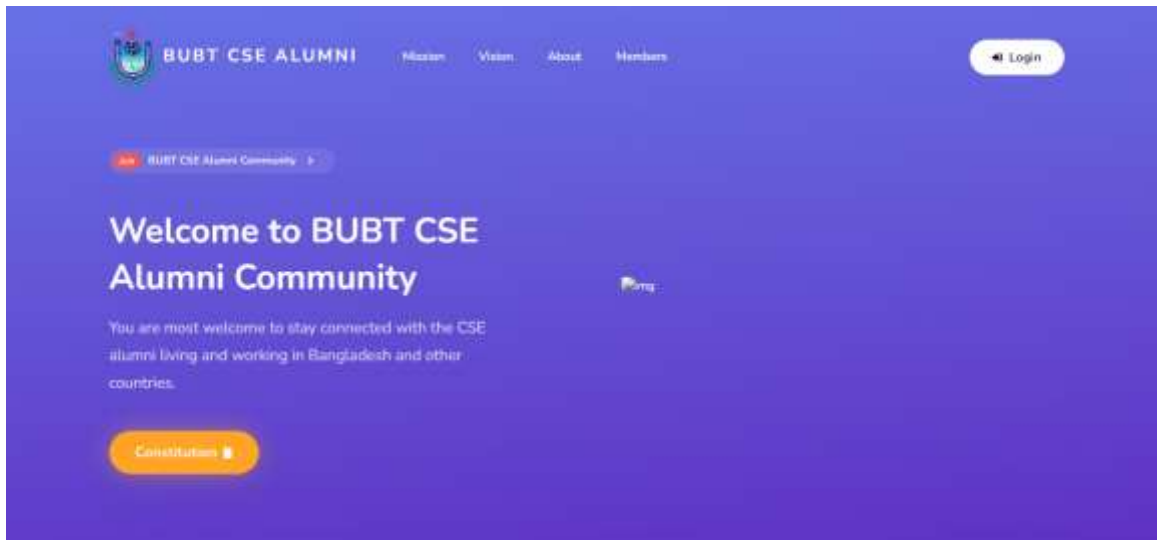 BUBT CSE ALUMNI
Mission
Vision
About
Members
Login
Join BUBT CSE Alumni Community
Welcome to BUBT CSE
Alumni Community
You are most welcome to stay connected with the CSE
alumni living and working in Bangladesh and other
countries.
img
Constitution